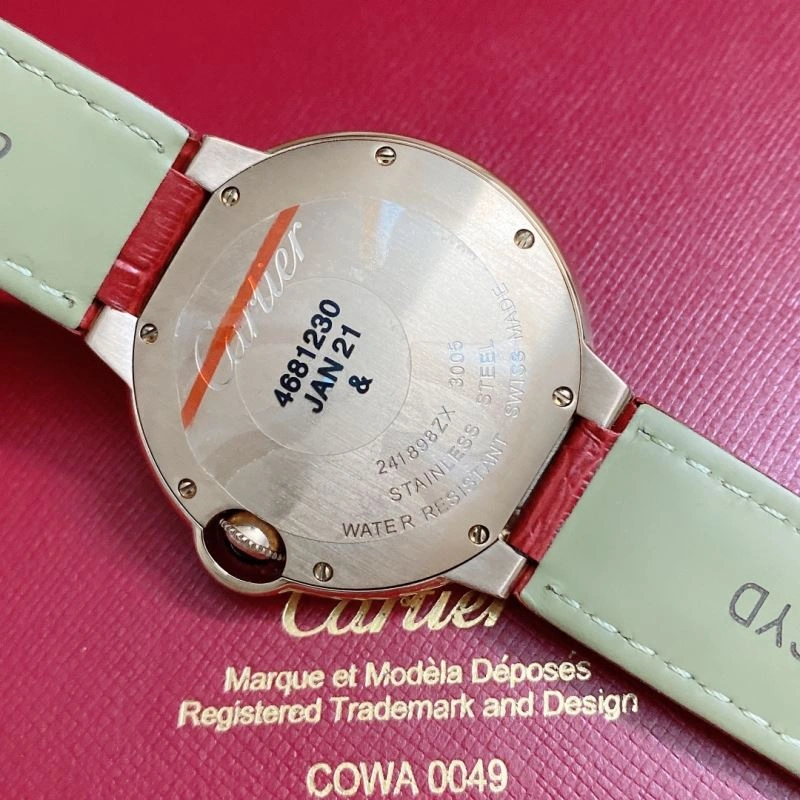 Cartier
4681230
JAN 21
&
241898ZX 3005
STAINLESS STEEL
WATER RESISTANT SWISS MADE
Cartier
Marque et Modèla Déposés
Registered Trademark and Design
COWA 0049